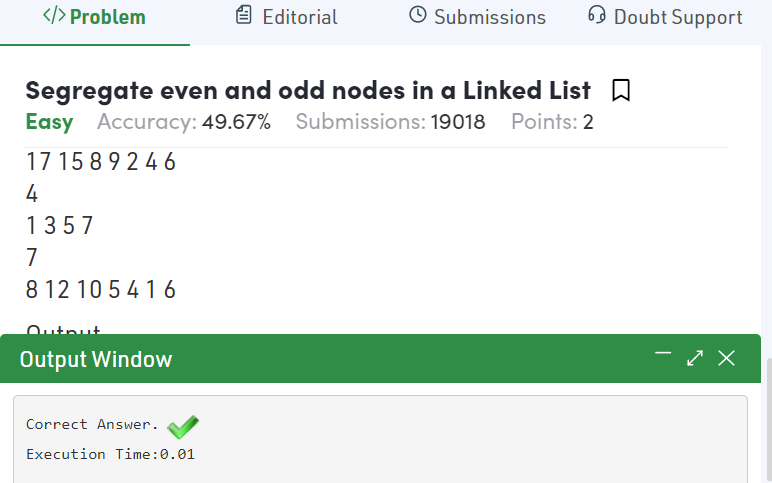 </> Problem Editorial Submissions Doubt Support
Segregate even and odd nodes in a Linked List
Easy Accuracy: 49.67% Submissions: 19018 Points: 2
17 15 8 9 2 4 6
4
1 3 5 7
7
8 12 10 5 4 1 6
Output
Output Window
Correct Answer.
Execution Time:0.01